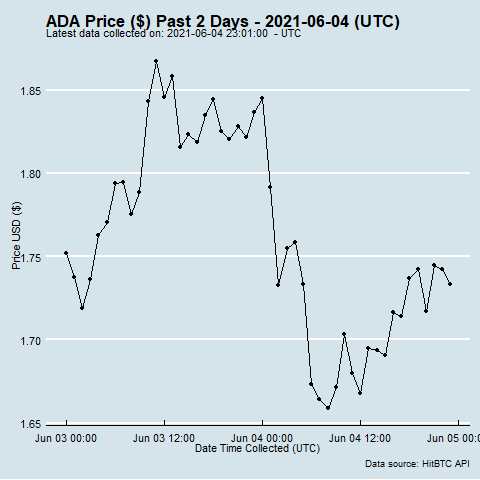 ADA Price ($) Past 2 Days - 2021-06-04 (UTC)
Latest data collected on: 2021-06-04 23:01:00 - UTC
Price USD ($)
1.85
1.80
1.75
1.70
1.65
Jun 03 00:00 Jun 03 12:00 Jun 04 00:00 Jun 04 12:00 Jun 05 00:0
Date Time Collected (UTC)
Data source: HitBTC API